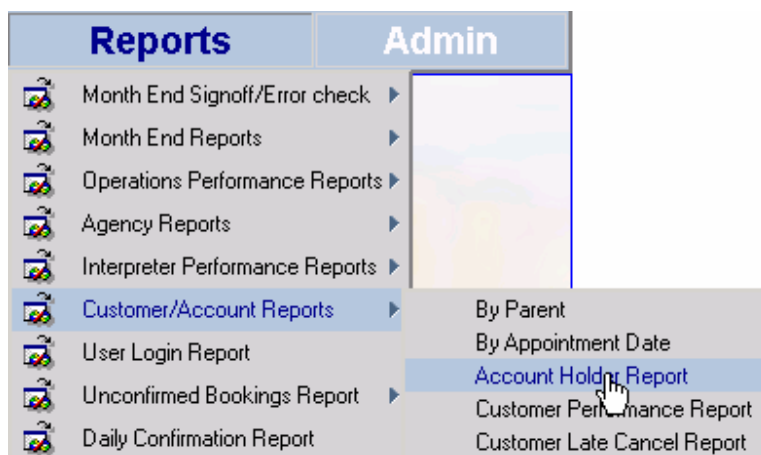 Reports Admin
Month End Signoff/Error check
Month End Reports
Operations Performance Reports
Agency Reports
Interpreter Performance Reports
Customer/Account Reports
User Login Report
Unconfirmed Bookings Report
Daily Confirmation Report
By Parent
By Appointment Date
Account Holder Report
Customer Performance Report
Customer Late Cancel Report